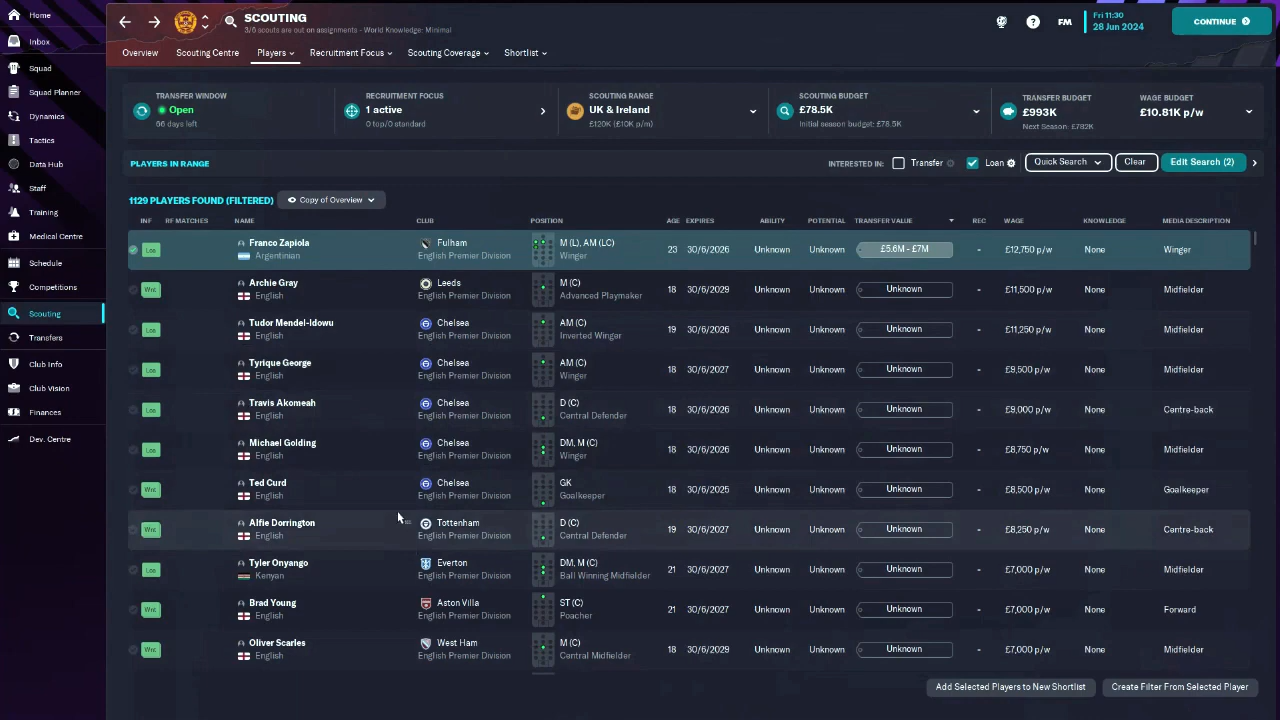 Home
Inbox
Squad
Squad Planner
Dynamics
Tactics
Data Hub
Staff
Training
Medical Centre
Schedule
Competitions
Scouting
Transfers
Club Info
Club Vision
Finances
Dev. Centre
SCOUTING
3/6 scouts are out on assignments - World Knowledge: Minimal
FM
Fri 11:30
28 Jun 2024
CONTINUE
Overview Scouting Centre Players Recruitment Focus Scouting Coverage Shortlist
TRANSFER WINDOW
Open
66 days left
RECRUITMENT FOCUS
1 active
0 top/0 standard
SCOUTING RANGE
UK & Ireland
£120K (£10K p/m)
SCOUTING BUDGET
£78.5K
Initial season budget: £78.5K
TRANSFER BUDGET
£993K
Next Season: £782K
WAGE BUDGET
£10.81K p/w
PLAYERS IN RANGE
INTERESTED IN: Transfer Loan Quick Search Clear Edit Search (2)
1129 PLAYERS FOUND (FILTERED) Copy of Overview
INF RF MATCHES NAME CLUB POSITION AGE EXPIRES ABILITY POTENTIAL TRANSFER VALUE REC WAGE KNOWLEDGE MEDIA DESCRIPTION
Franco Zapiola Fulham M (L), AM (LC)
Loa 23 30/6/2026 Unknown Unknown £5.6M - £7M - £12,750 p/w None Winger
Argentinian English Premier Division Winger
Archie Gray Leeds M (C)
Wnt 18 30/6/2029 Unknown Unknown Unknown - £11,500 p/w None Midfielder
English English Premier Division Advanced Playmaker
Tudor Mendel-Idowu Chelsea AM (C)
Loa 19 30/6/2026 Unknown Unknown Unknown - £11,250 p/w None Midfielder
English English Premier Division Inverted Winger
Tyrique George Chelsea AM (C)
Loa 18 30/6/2027 Unknown Unknown Unknown - £9,500 p/w None Midfielder
English English Premier Division Winger
Travis Akomeah Chelsea D (C)
Loa 18 30/6/2026 Unknown Unknown Unknown - £9,000 p/w None Centre-back
English English Premier Division Central Defender
Michael Golding Chelsea DM, M (C)
Loa 18 30/6/2026 Unknown Unknown Unknown - £8,750 p/w None Midfielder
English English Premier Division Winger
Ted Curd Chelsea GK
Wnt 18 30/6/2025 Unknown Unknown Unknown - £8,500 p/w None Goalkeeper
English English Premier Division Goalkeeper
Alfie Dorrington Tottenham D (C)
Wnt 19 30/6/2027 Unknown Unknown Unknown - £8,250 p/w None Centre-back
English English Premier Division Central Defender
Tyler Onyango Everton DM, M (C)
Loa 21 30/6/2027 Unknown Unknown Unknown - £7,000 p/w None Midfielder
Kenyan English Premier Division Ball Winning Midfielder
Brad Young Aston Villa ST (C)
Wnt 21 30/6/2027 Unknown Unknown Unknown - £7,000 p/w None Forward
English English Premier Division Poacher
Oliver Scarles West Ham M (C)
Wnt 18 30/6/2029 Unknown Unknown Unknown - £7,000 p/w None Midfielder
English English Premier Division Central Midfielder
Add Selected Players to New Shortlist Create Filter From Selected Player